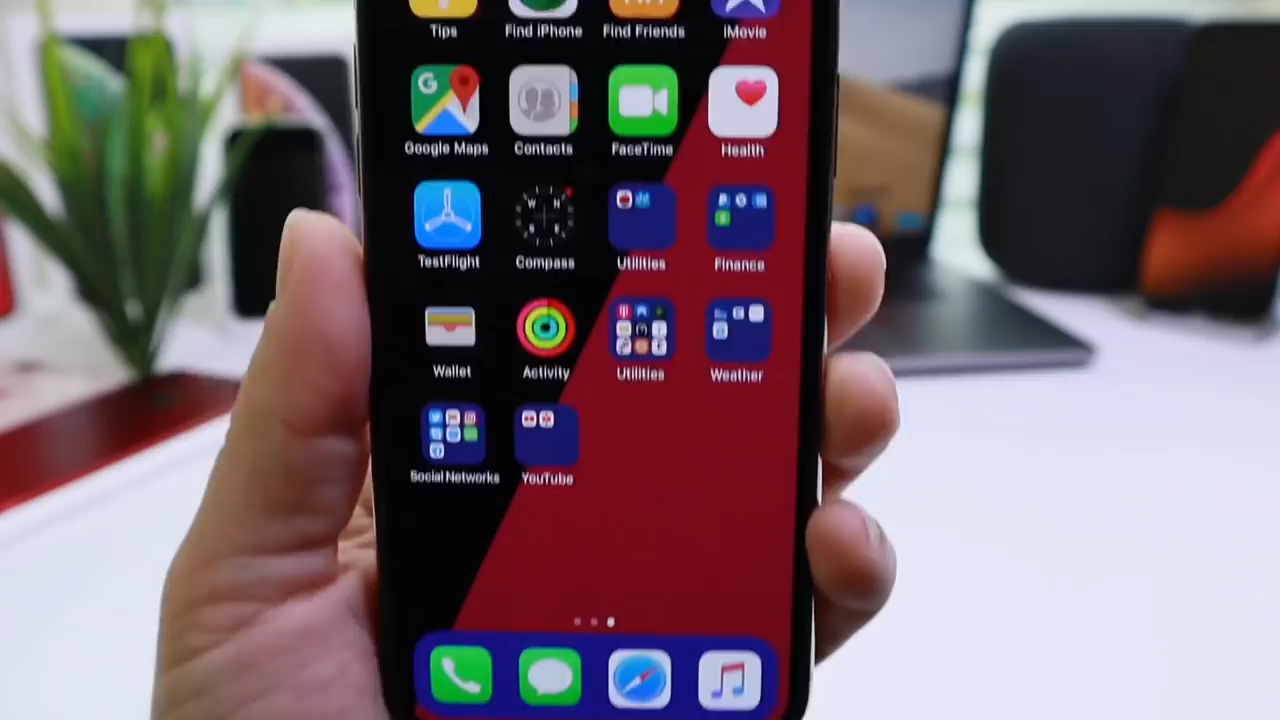 Tips Find iPhone Find Friends iMovie
G
Google Maps Contacts FaceTime Health
W N
TestFlight Compass Utilities Finance
Wallet Activity Utilities Weather
Social Networks YouTube